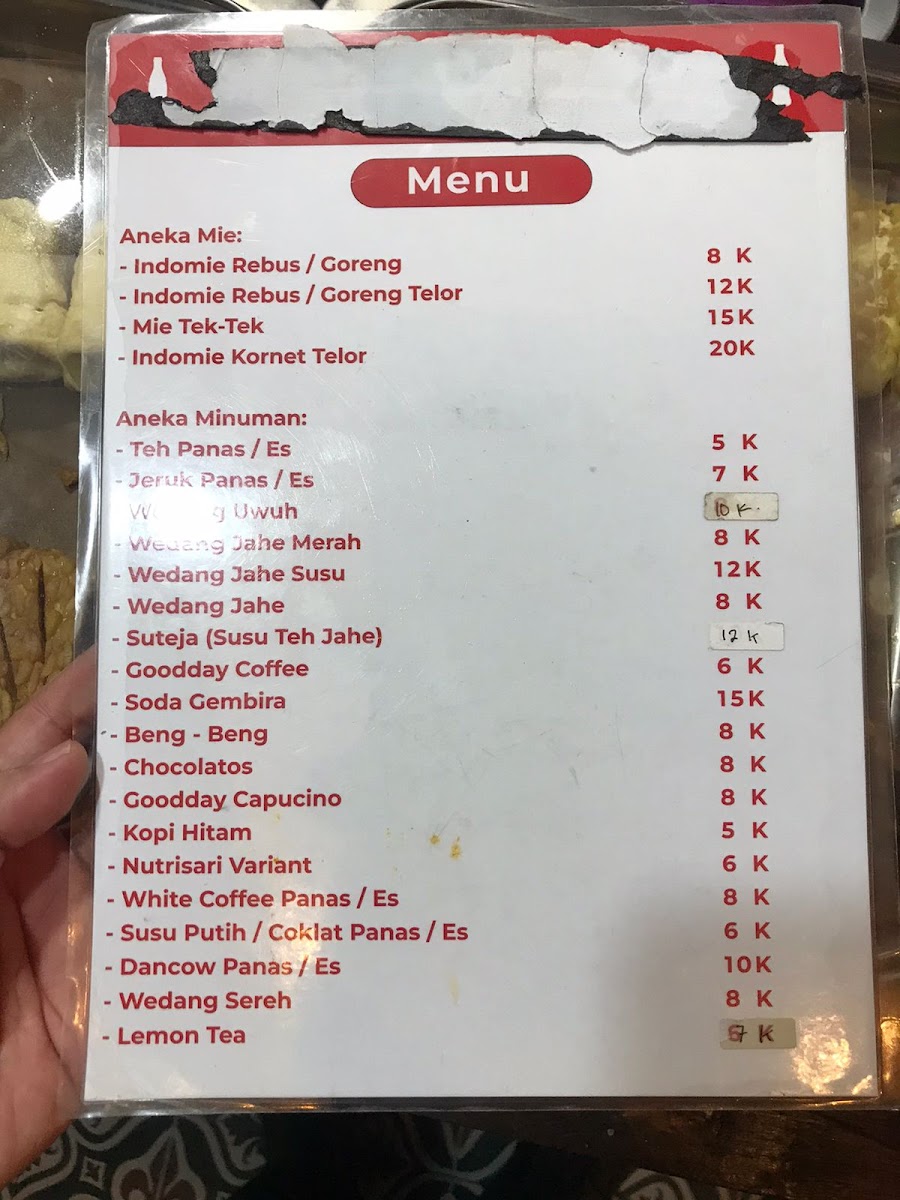 Menu
Aneka Mie:
- Indomie Rebus / Goreng 8 K
- Indomie Rebus / Goreng Telor 12K
- Mie Tek-Tek 15K
- Indomie Kornet Telor 20K
Aneka Minuman:
- Teh Panas / Es 5 K
- Jeruk Panas / Es 7 K
Uwuh 10 K.
- Wedang Jahe Merah 8 K
- Wedang Jahe Susu 12K
- Wedang Jahe 8 K
- Suteja (Susu Teh Jahe) 12 K
- Goodday Coffee 6 K
- Soda Gembira 15K
- Beng - Beng 8 K
- Chocolatos 8 K
- Goodday Capucino 8 K
- Kopi Hitam 5 K
- Nutrisari Variant 6 K
- White Coffee Panas / Es 8 K
- Susu Putih / Coklat Panas / Es 6 K
- Dancow Panas / Es 10K
- Wedang Sereh 8 K
- Lemon Tea 7 K